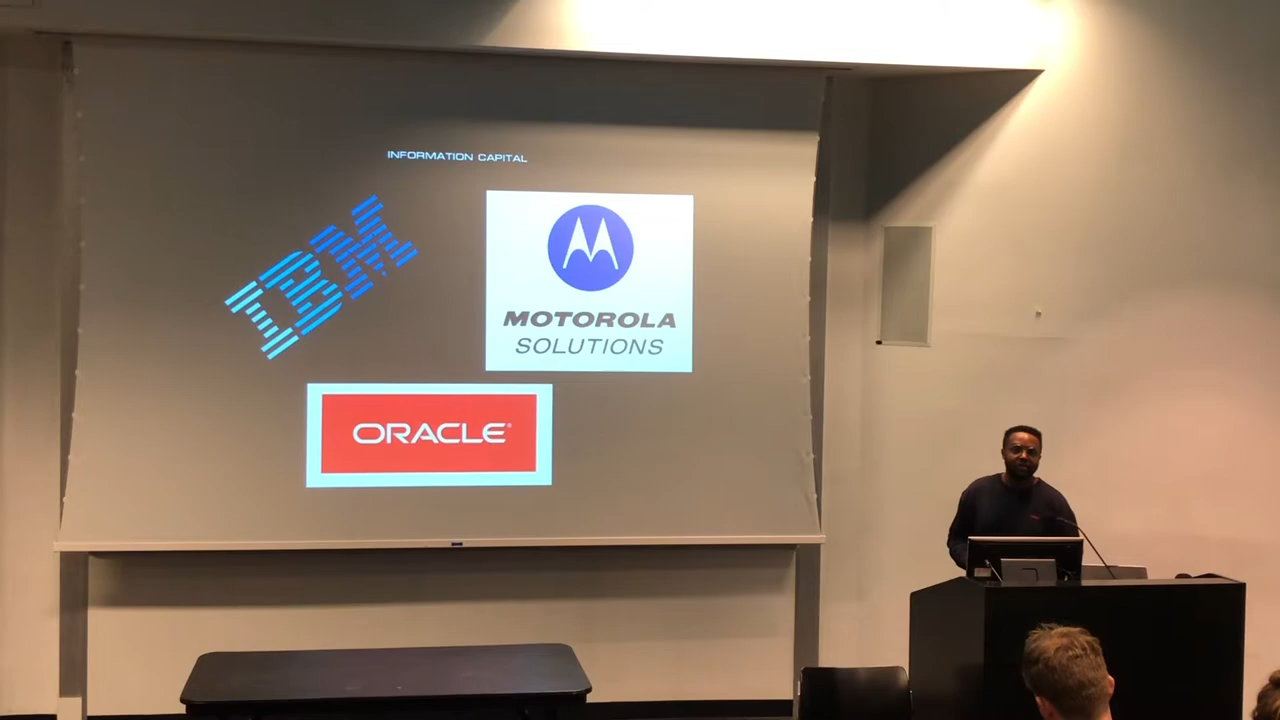 INFORMATION CAPITAL
IBM
MOTOROLA
SOLUTIONS
ORACLE®